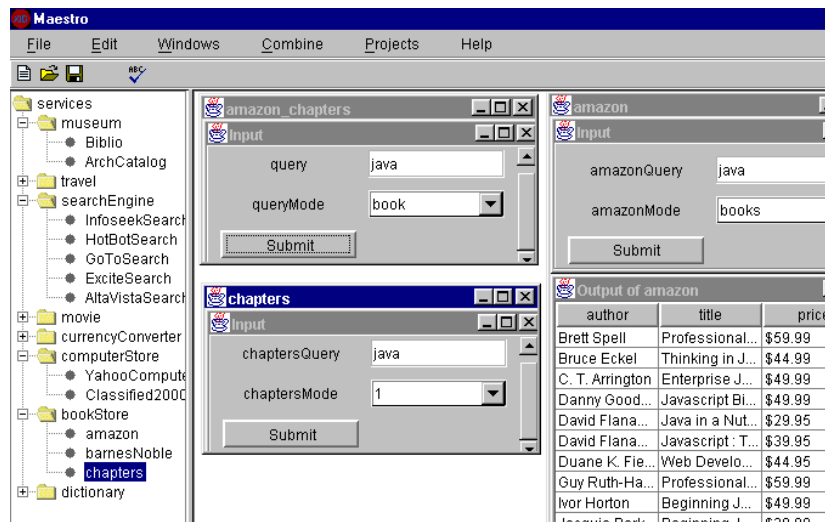 Maestro
File Edit Windows Combine Projects Help
ABC
services
museum
Biblio
ArchCatalog
travel
searchEngine
InfoseekSearch
HotBotSearch
GoToSearch
ExciteSearch
AltaVistaSearch
movie
currencyConverter
computerStore
YahooCompute
Classified2000
bookStore
amazon
barnesNoble
chapters
dictionary
amazon_chapters
Input
query java
queryMode book
Submit
chapters
Input
chaptersQuery java
chaptersMode 1
Submit
amazon
Input
amazonQuery java
amazonMode books
Submit
Output of amazon
author title price
Brett Spell Professional... $59.99
Bruce Eckel Thinking in J... $44.99
C. T. Arrington Enterprise J... $49.99
Danny Good... Javascript Bi... $49.99
David Flana... Java in a Nut... $29.95
David Flana... Javascript : T... $39.95
Duane K. Fie... Web Develo... $44.95
Guy Ruth-Ha... Professional... $59.99
Ivor Horton Beginning J... $49.99